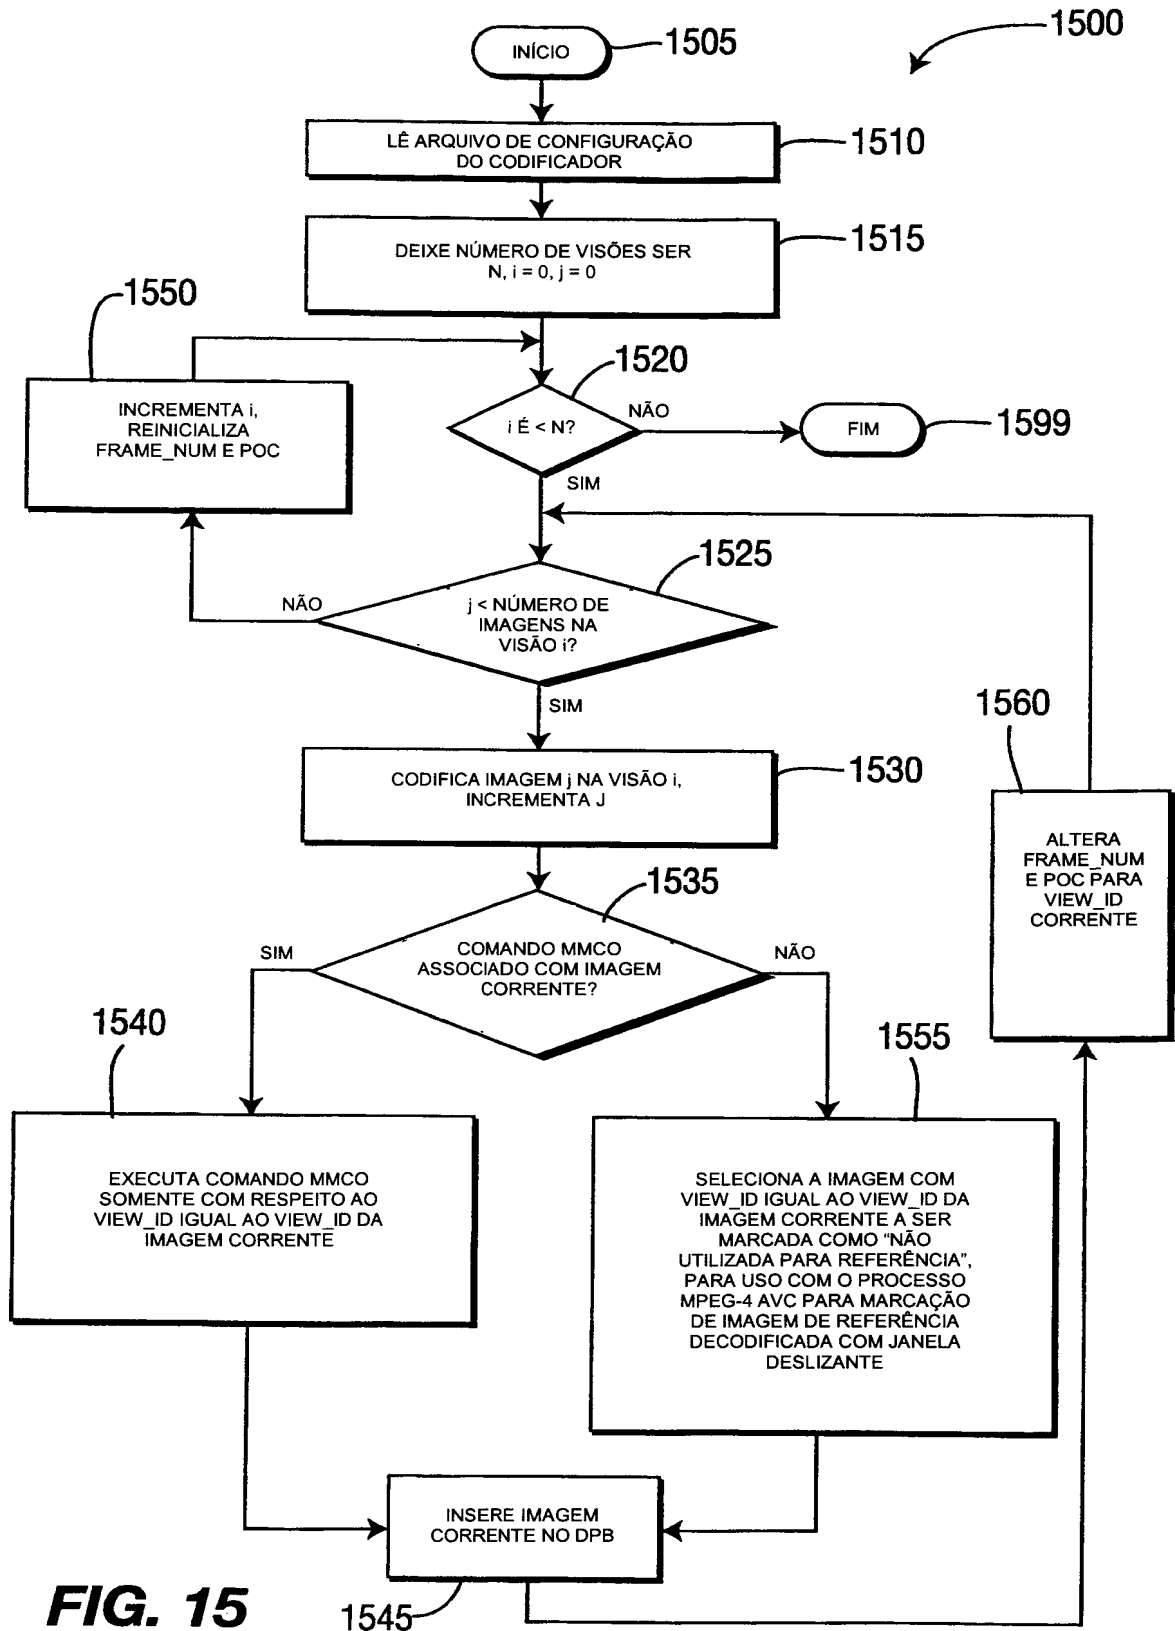 1500
INÍCIO
1505
LÊ ARQUIVO DE CONFIGURAÇÃO
DO CODIFICADOR
1510
DEIXE NÚMERO DE VISÕES SER
N, i = 0, j = 0
1515
1550
INCREMENTA i,
REINICIALIZA
FRAME_NUM E POC
1520
i É < N?
NÃO
SIM
FIM
1599
1525
j < NÚMERO DE
IMAGENS NA
VISÃO i?
NÃO
SIM
1530
CODIFICA IMAGEM j NA VISÃO i,
INCREMENTA J
1560
ALTERA
FRAME_NUM
E POC PARA
VIEW_ID
CORRENTE
1535
COMANDO MMCO
ASSOCIADO COM IMAGEM
CORRENTE?
SIM
NÃO
1540
EXECUTA COMANDO MMCO
SOMENTE COM RESPEITO AO
VIEW_ID IGUAL AO VIEW_ID DA
IMAGEM CORRENTE
1555
SELECIONA A IMAGEM COM
VIEW_ID IGUAL AO VIEW_ID DA
IMAGEM CORRENTE A SER
MARCADA COMO “NÃO
UTILIZADA PARA REFERÊNCIA”,
PARA USO COM O PROCESSO
MPEG-4 AVC PARA MARCAÇÃO
DE IMAGEM DE REFERÊNCIA
DECODIFICADA COM JANELA
DESLIZANTE
INSERE IMAGEM
CORRENTE NO DPB
1545
FIG. 15